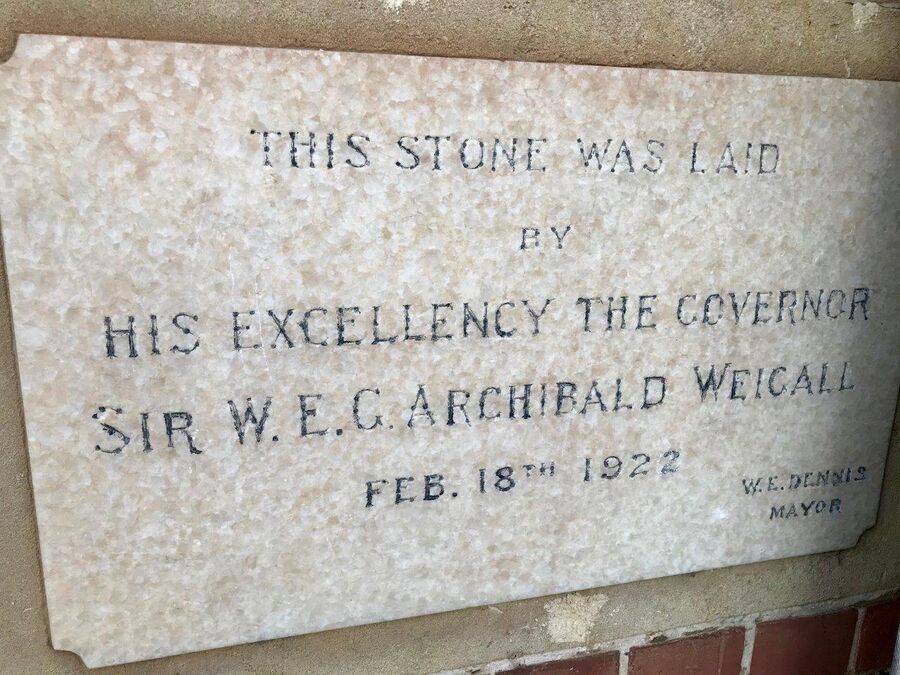 THIS STONE WAS LAID
BY
HIS EXCELLENCY THE GOVERNOR
SIR W. E. G. ARCHIBALD WEIGALL
FEB. 18TH 1922
W. E. DENNIS
MAYOR